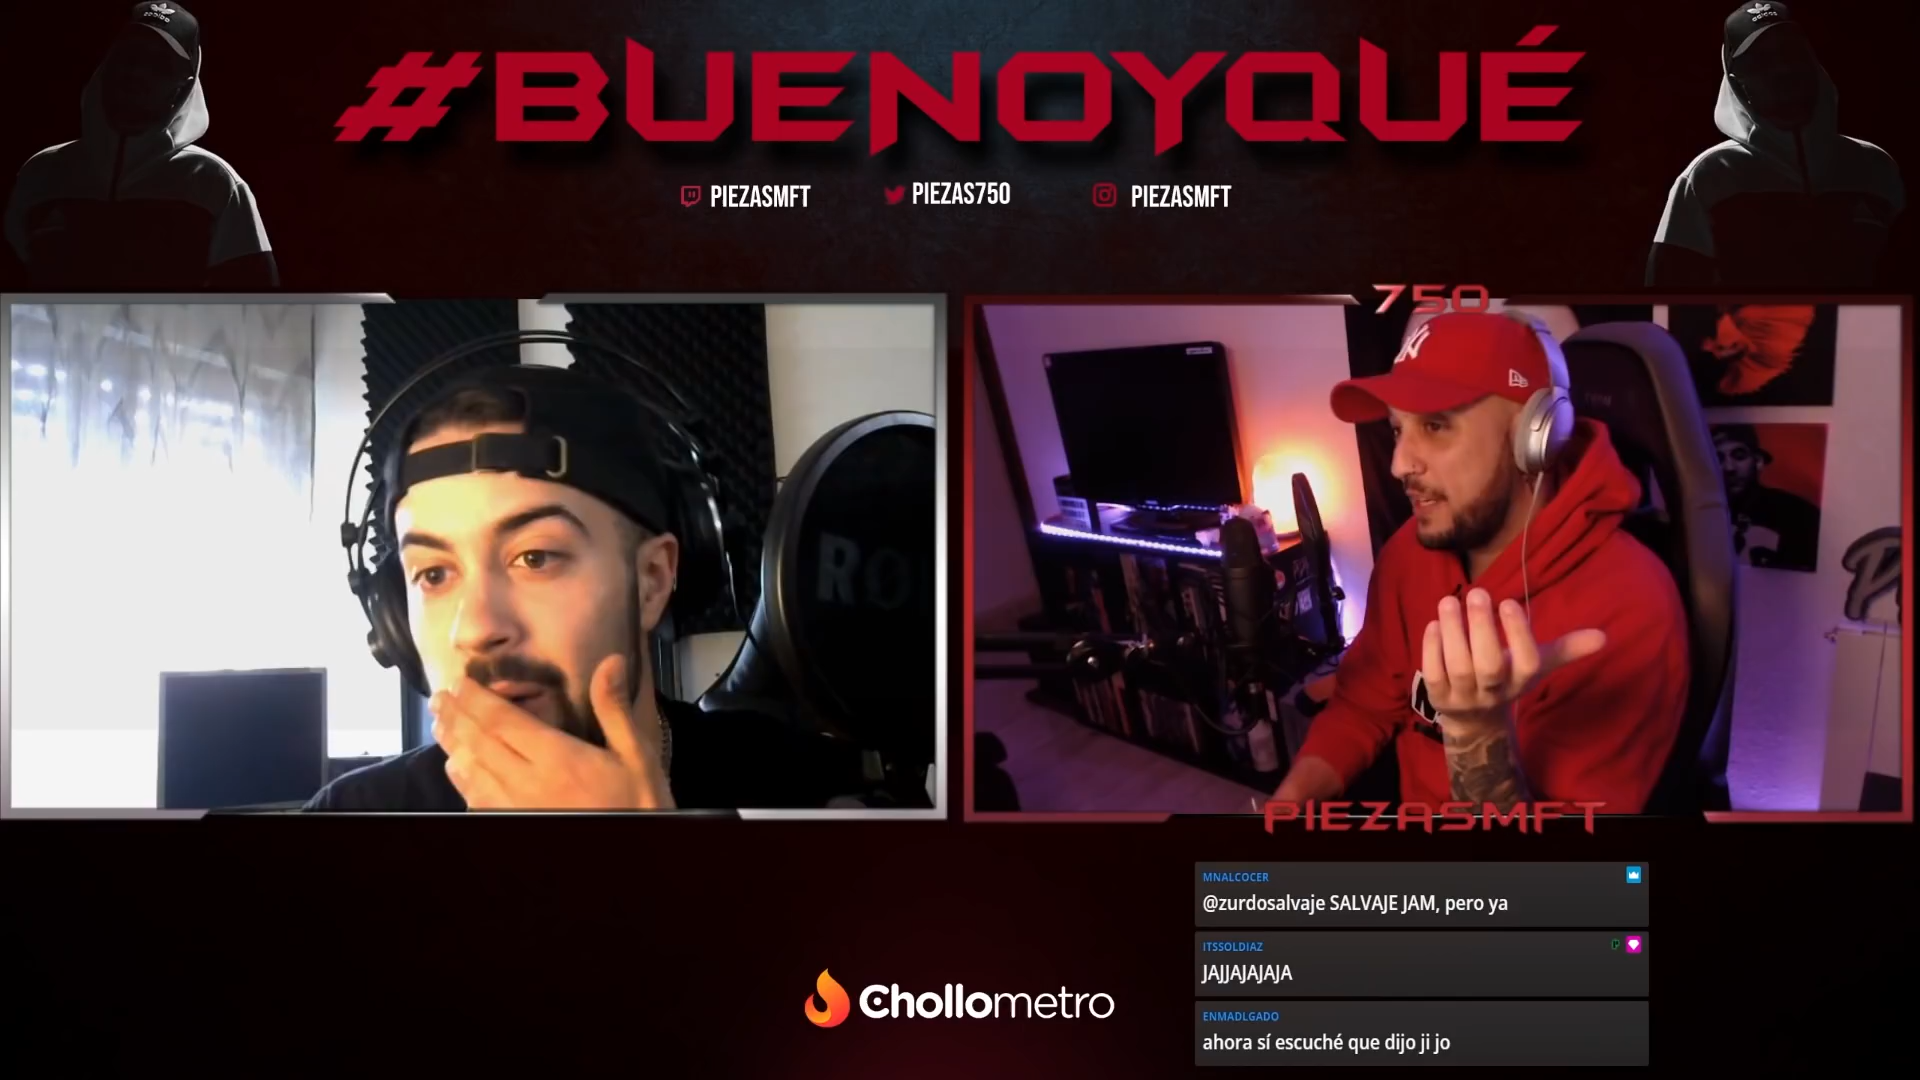 #BUENOYQUÉ
PIEZASMFT
PIEZAS750
PIEZASMFT
750
RØ
PIEZASMFT
MNALCOCER
@zurdosalvaje SALVAJE JAM, pero ya
ITSSOLDIAZ
JAJJAJAJAJA
Chollometro
ENMADLGADO
ahora sí escuché que dijo ji jo